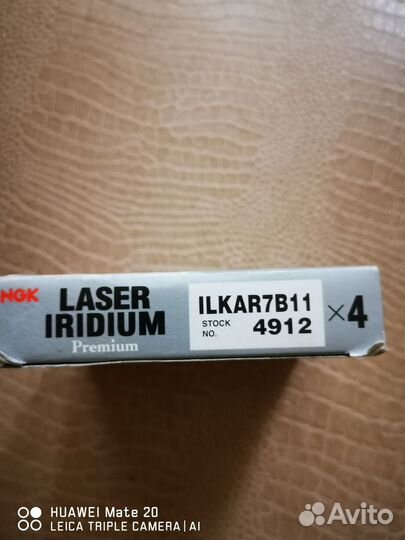 NGK
LASER
IRIDIUM
Premium
ILKAR7B11
STOCK NO. 4912
×4
HUAWEI Mate 20
LEICA TRIPLE CAMERA | AI
Avito